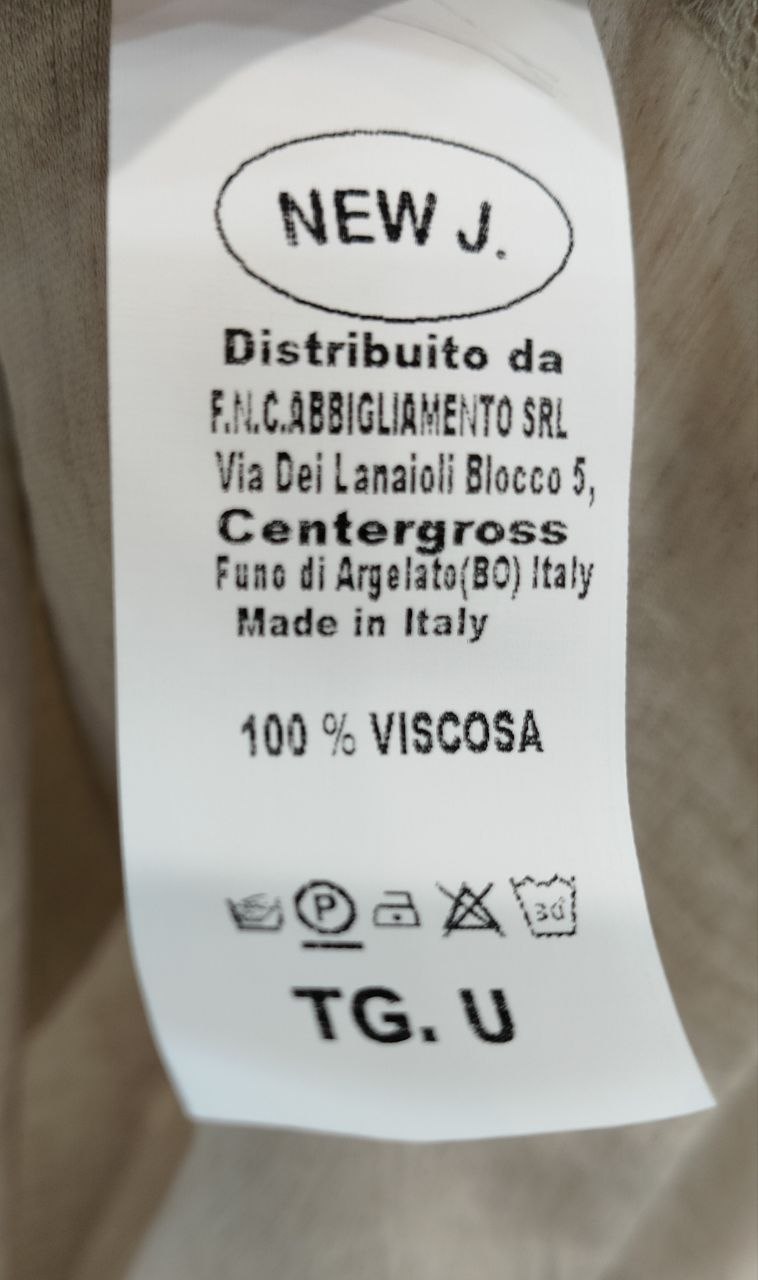 NEW J.
Distribuito da
F.N.C.ABBIGLIAMENTO SRL
Via Dei Lanaioli Blocco 5,
Centergross
Funo di Argelato(BO) Italy
Made in Italy
100 % VISCOSA
P 30
TG. U